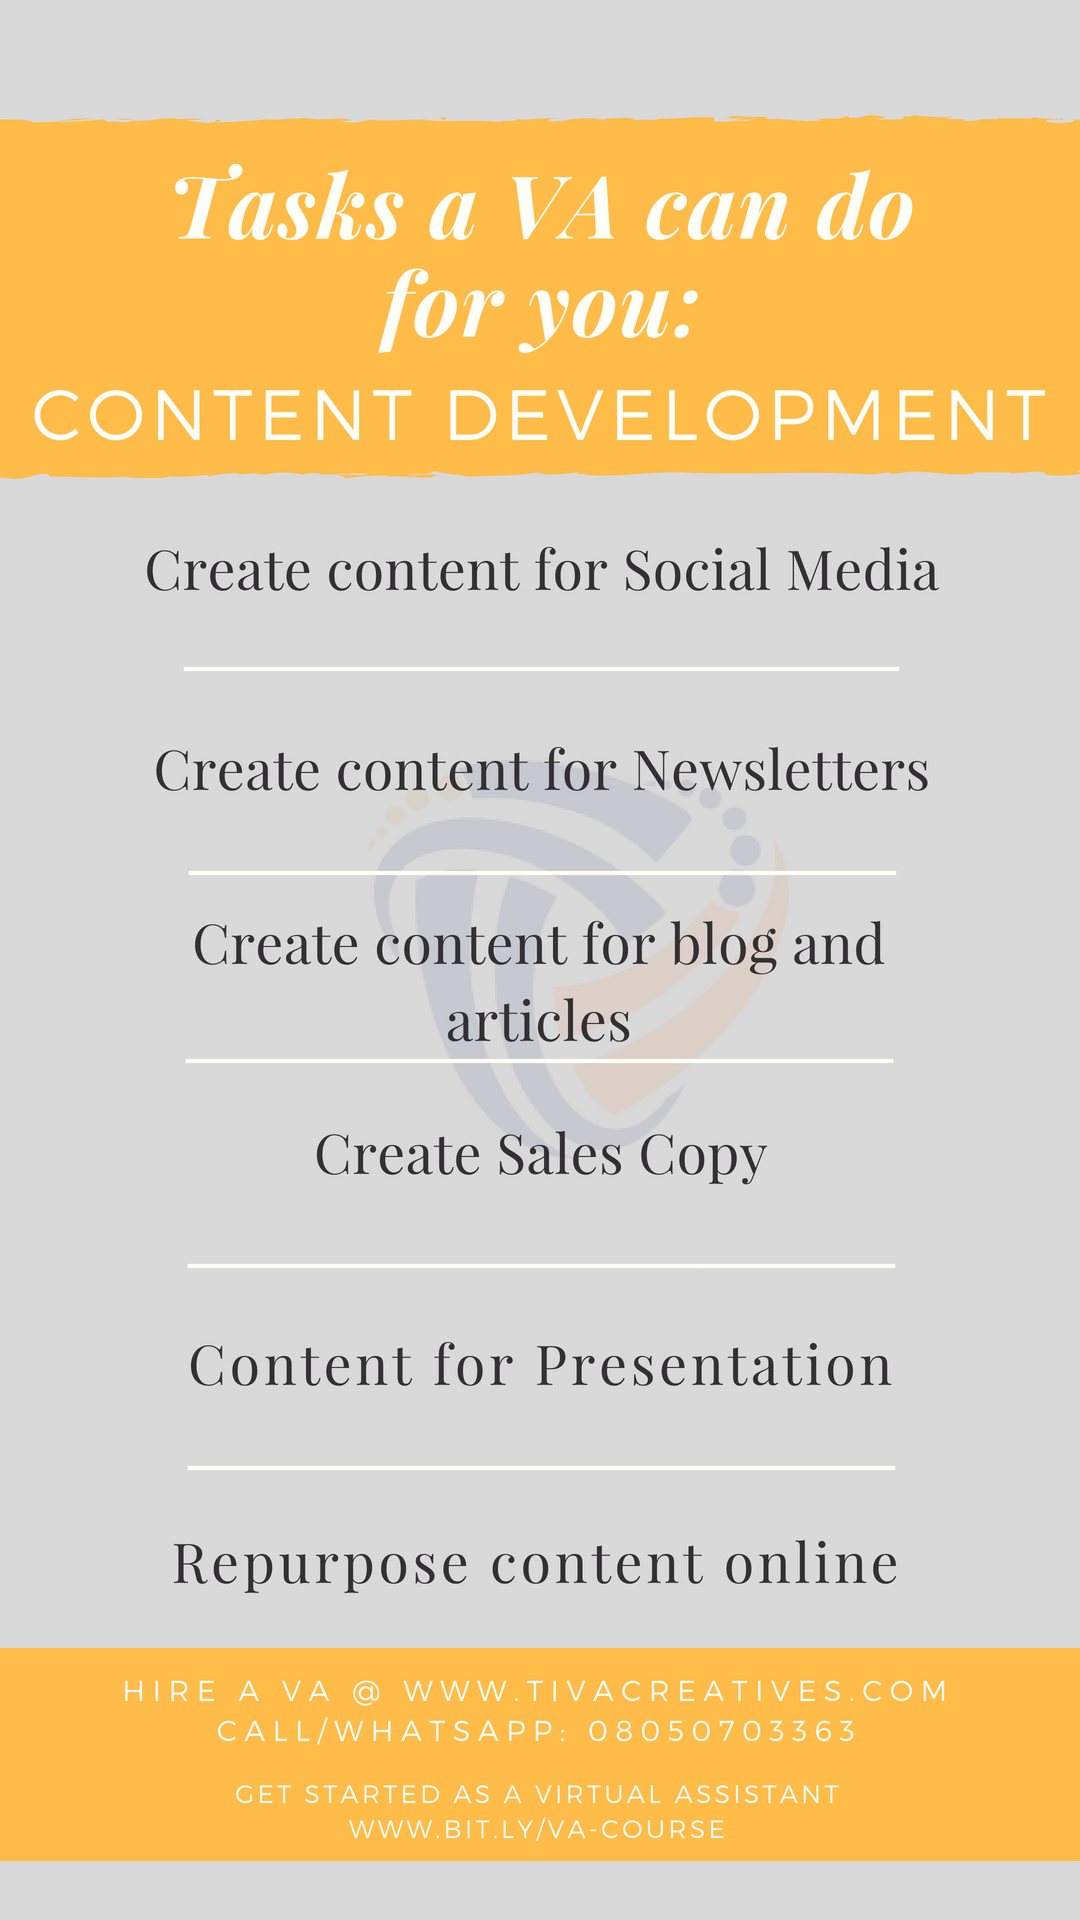 Tasks a VA can do
for you:
CONTENT DEVELOPMENT
Create content for Social Media
Create content for Newsletters
Create content for blog and
articles
Create Sales Copy
Content for Presentation
Repurpose content online
HIRE A VA @ WWW.TIVACREATIVES.COM
CALL/WHATSAPP: 08050703363
GET STARTED AS A VIRTUAL ASSISTANT
WWW.BIT.LY/VA-COURSE